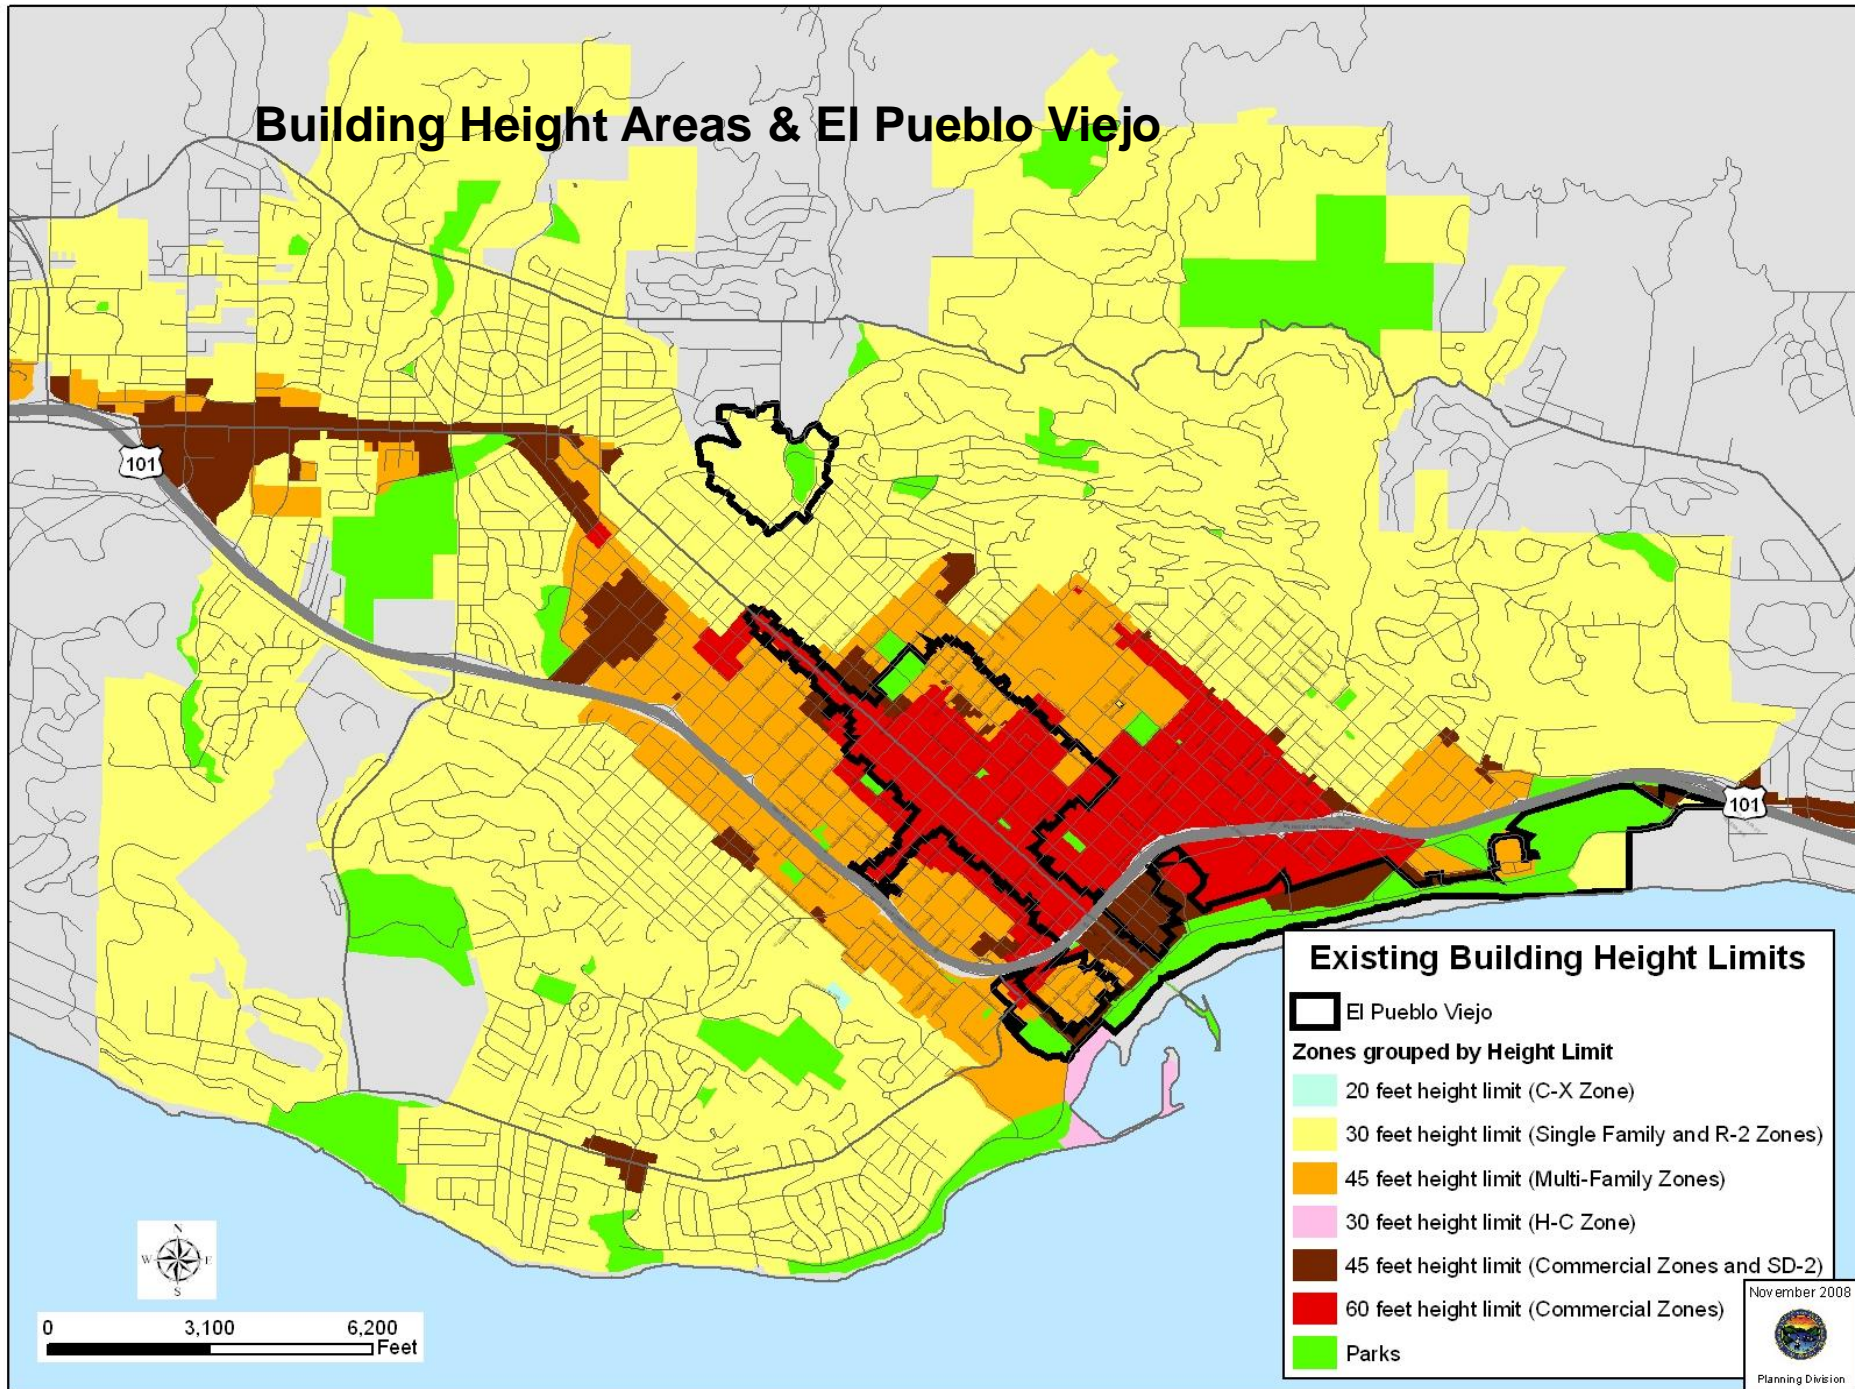 Building Height Areas & El Pueblo Viejo
101
101
Existing Building Height Limits
El Pueblo Viejo
Zones grouped by Height Limit
20 feet height limit (C-X Zone)
30 feet height limit (Single Family and R-2 Zones)
45 feet height limit (Multi-Family Zones)
30 feet height limit (H-C Zone)
45 feet height limit (Commercial Zones and SD-2)
60 feet height limit (Commercial Zones)
Parks
November 2008
Planning Division
N
W E
S
0 3,100 6,200
Feet